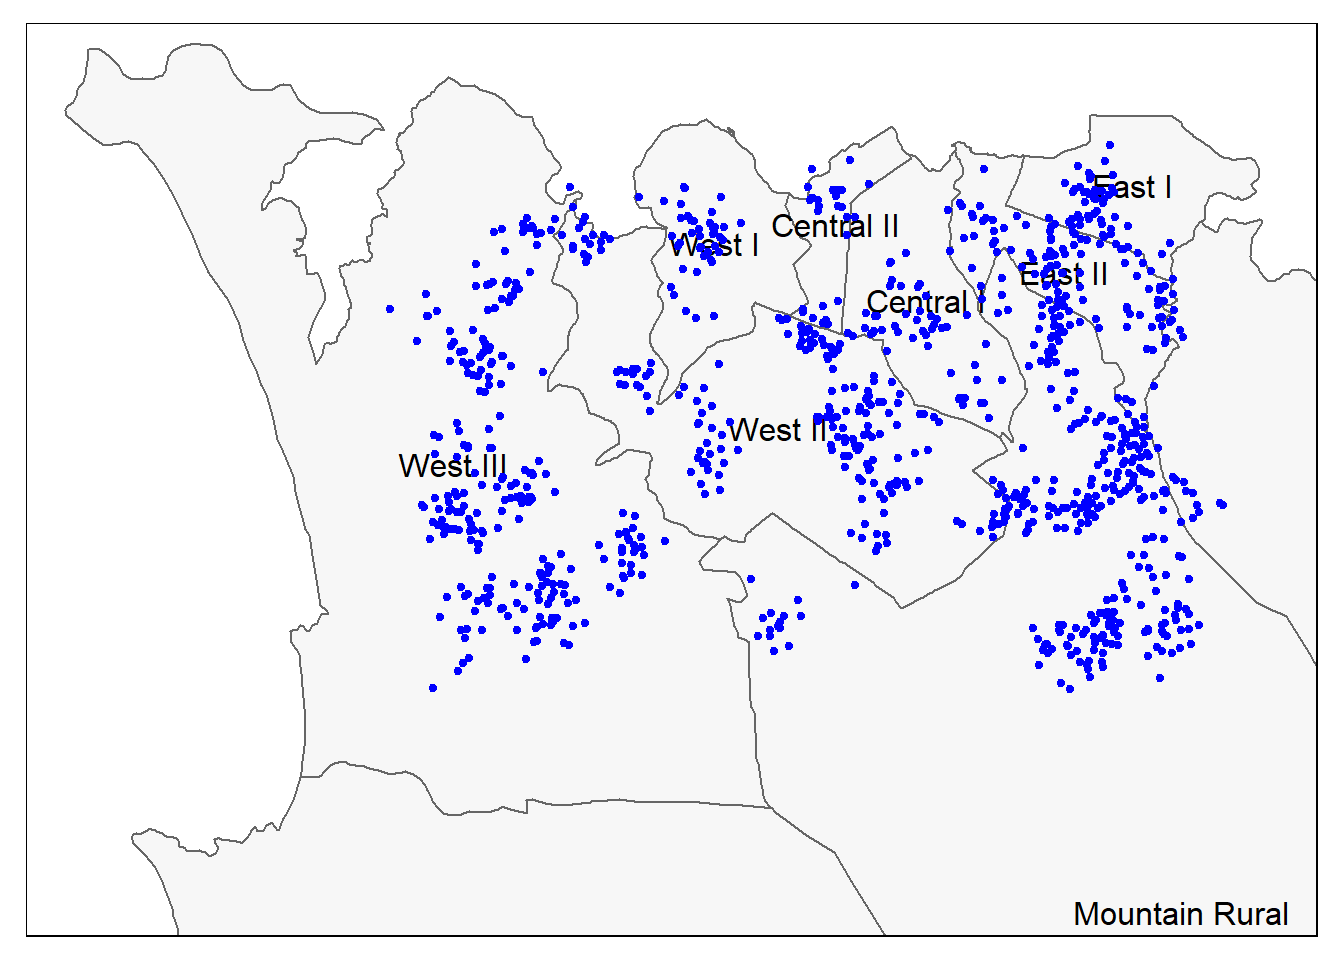 East I
Central II
West I
East II
Central I
West II
West III
Mountain Rural